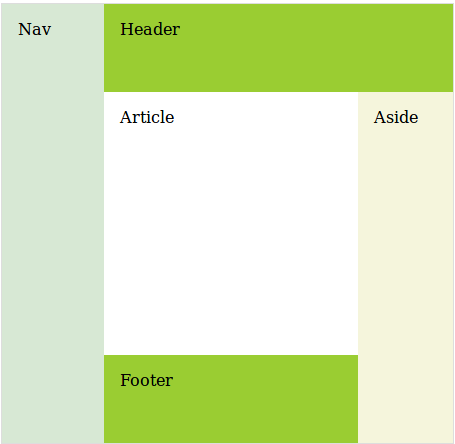 Nav
Header
Article
Aside
Footer